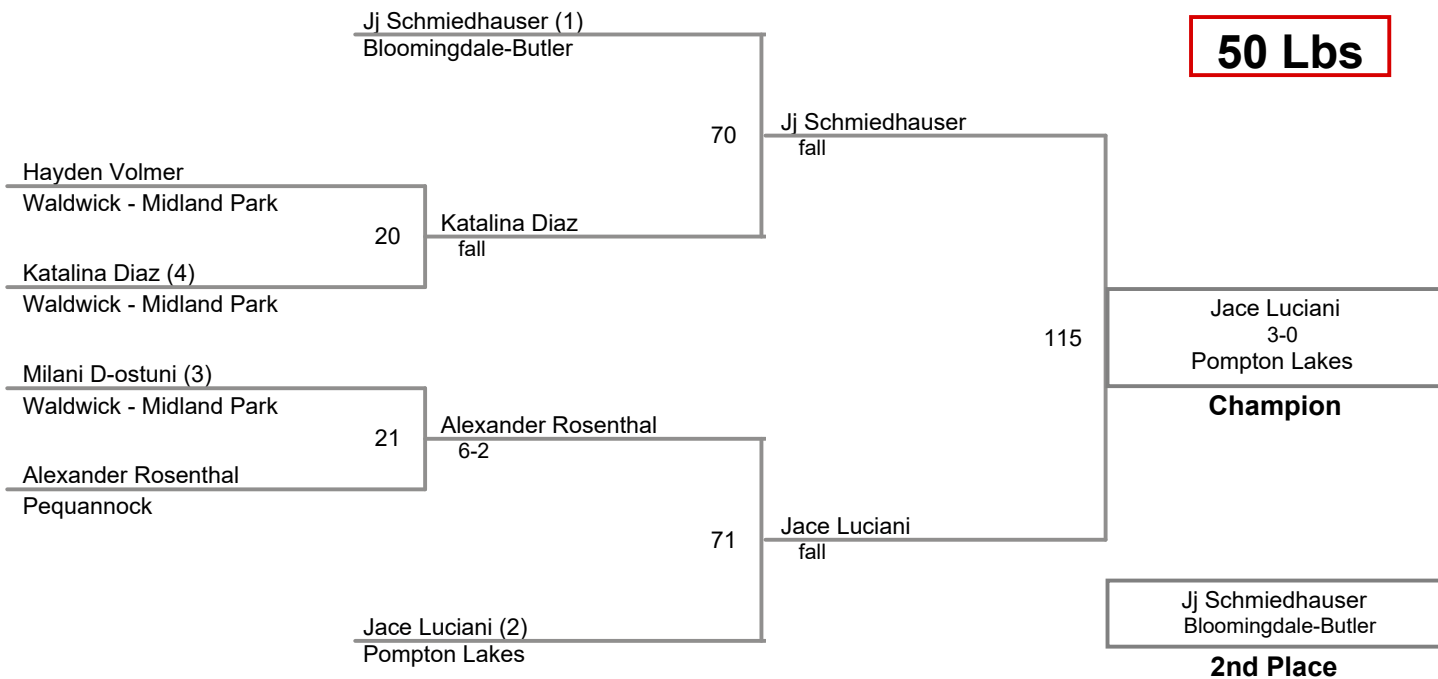 50 Lbs
Jj Schmiedhauser (1)
Bloomingdale-Butler
70
Jj Schmiedhauser
fall
Hayden Volmer
Waldwick - Midland Park
20
Katalina Diaz
fall
Katalina Diaz (4)
Waldwick - Midland Park
115
Jace Luciani
3-0
Pompton Lakes
Champion
Milani D-ostuni (3)
Waldwick - Midland Park
21
Alexander Rosenthal
6-2
Alexander Rosenthal
Pequannock
71
Jace Luciani
fall
Jace Luciani (2)
Pompton Lakes
Jj Schmiedhauser
Bloomingdale-Butler
2nd Place